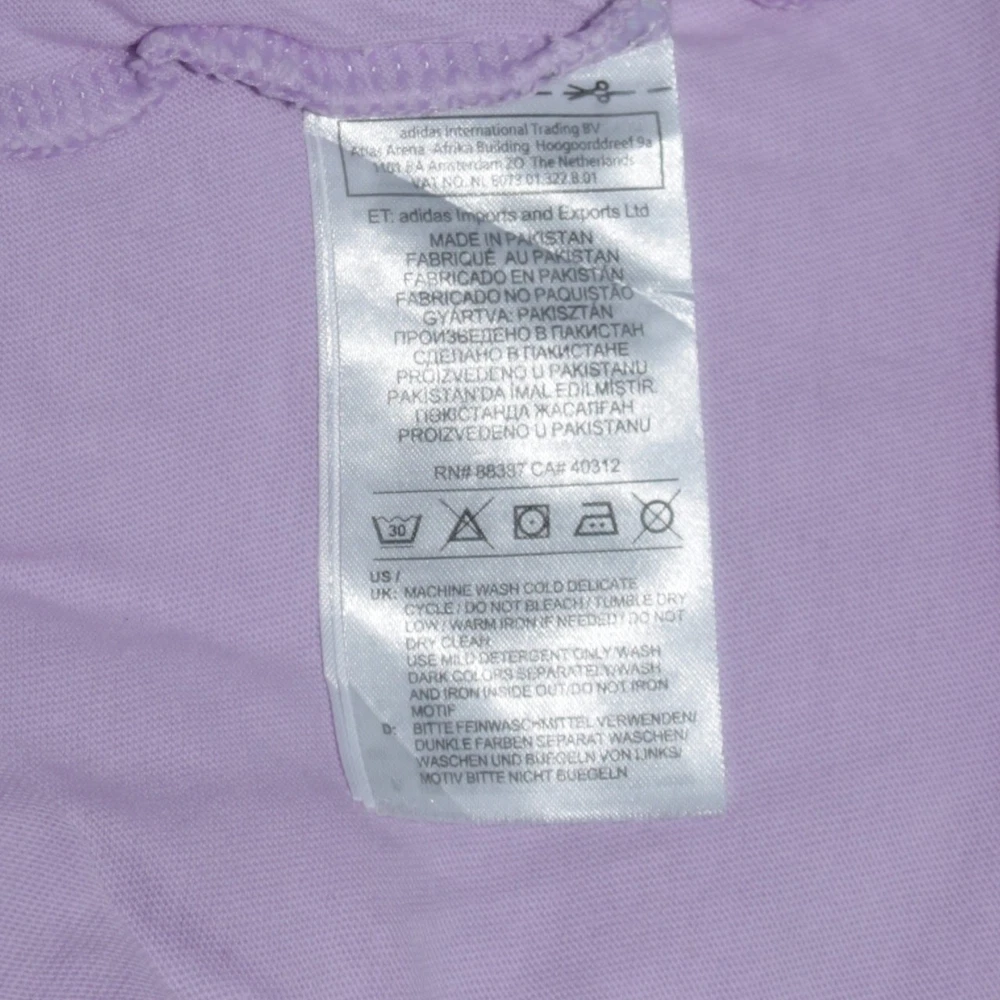 adidas International Trading BV
Atlas Arena Afrika Building Hoogoorddreef 9a
1101 BA Amsterdam ZO The Netherlands
VAT NO. NL 8073.01.322.B.01
ET: adidas Imports and Exports Ltd
MADE IN PAKISTAN
FABRIQUÉ AU PAKISTAN
FABRICADO EN PAKISTÁN
FABRICADO NO PAQUISTÃO
GYÁRTVA: PAKISZTÁN
ПРОИЗВЕДЕНО В ПАКИСТАН
СДЕЛАНО В ПАКИСТАНЕ
PROIZVEDENO U PAKISTANU
PAKİSTAN'DA İMAL EDİLMİŞTİR.
ПӘКІСТАНДА ЖАСАЛҒАН
PROIZVEDENO U PAKISTANU
RN# 88387 CA# 40312
30
US /
UK: MACHINE WASH COLD DELICATE
CYCLE / DO NOT BLEACH / TUMBLE DRY
LOW / WARM IRON IF NEEDED / DO NOT
DRY CLEAN
USE MILD DETERGENT ONLY/WASH
DARK COLORS SEPARATELY/WASH
AND IRON INSIDE OUT/DO NOT IRON
MOTIF
D: BITTE FEINWASCHMITTEL VERWENDEN/
DUNKLE FARBEN SEPARAT WASCHEN/
WASCHEN UND BUEGELN VON LINKS/
MOTIV BITTE NICHT BUEGELN